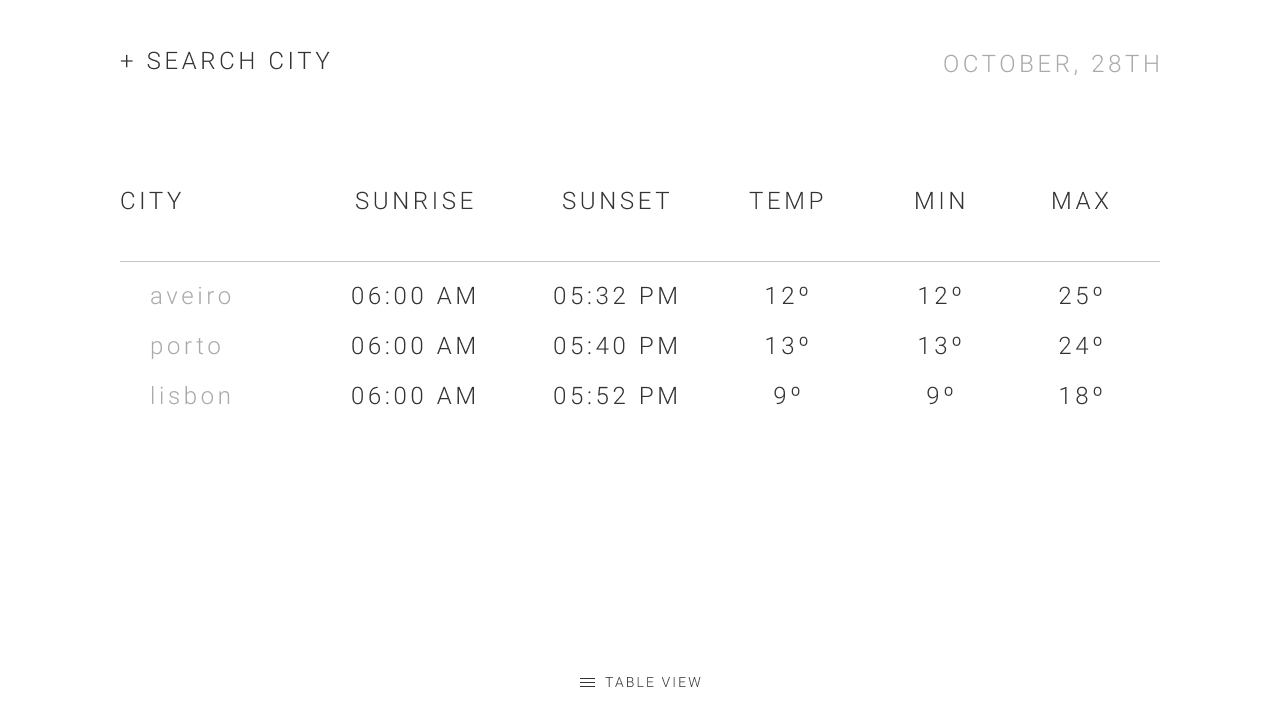 + SEARCH CITY
OCTOBER, 28TH
CITY SUNRISE SUNSET TEMP MIN MAX
aveiro 06:00 AM 05:32 PM 12º 12º 25º
porto 06:00 AM 05:40 PM 13º 13º 24º
lisbon 06:00 AM 05:52 PM 9º 9º 18º
TABLE VIEW